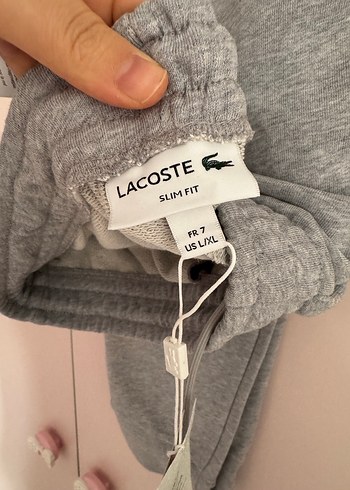 LACOSTE
SLIM FIT
FR 7
US L/XL